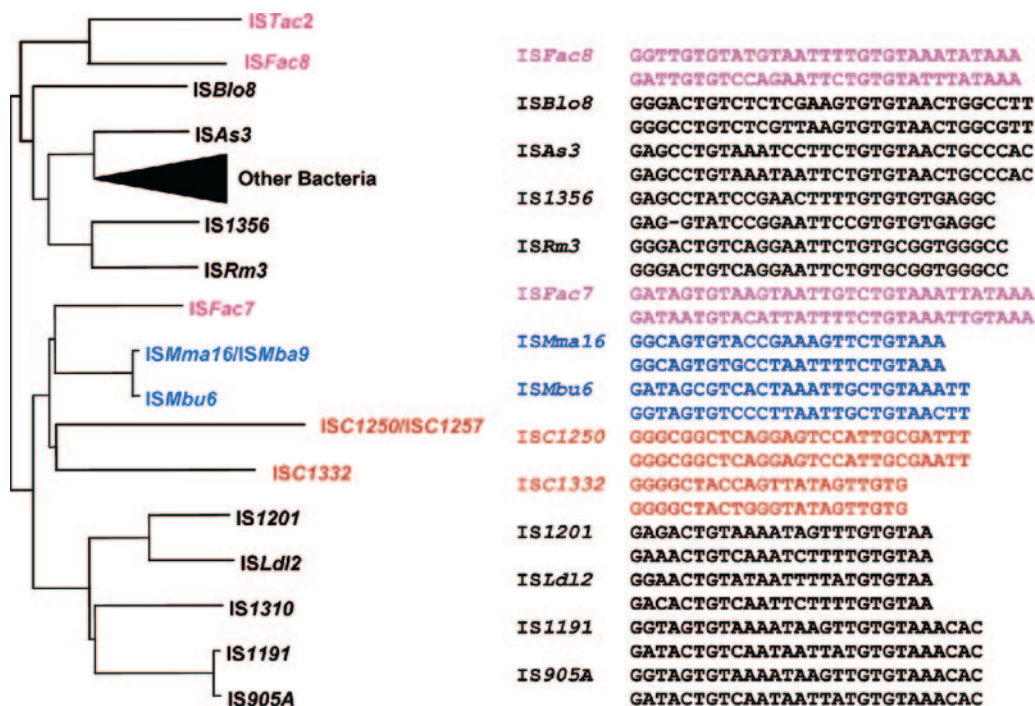 ISTac2
ISFac8
ISBlo8
ISAs3
Other Bacteria
IS1356
ISRm3
ISFac7
ISMma16/ISMba9
ISMbu6
ISC1250/ISC1257
ISC1332
IS1201
ISLdl2
IS1310
IS1191
IS905A
ISFac8 GGTTGTGTATGTAATTTTGTGTAAATATAAA
GATTGTGTCCAGAATTCTGTGTATTTATAAA
ISBlo8 GGGACTGTCTCTCGAAGTGTGTAACTGGCCTT
GGGCCTGTCTCGTTAAGTGTGTAACTGGCGTT
ISAs3 GAGCCTGTAAATCCTTCTGTGTAACTGCCCAC
GAGCCTGTAAATAATTCTGTGTAACTGCCCAC
IS1356 GAGCCTATCCGAACTTTTGTGTGTGAGGC
GAG-GTATCCGGAATTCCGTGTGTGAGGC
ISRm3 GGGACTGTCAGGAATTCTGTGCGGTGGGCC
GGGACTGTCAGGAATTCTGTGCGGTGGGCC
ISFac7 GATAGTGTAAGTAATTGTCTGTAAATTATAAA
GATAATGTACATTATTTTCTGTAAATTGTAAA
ISMma16 GGCAGTGTACCGAAAGTTCTGTAAA
GGCAGTGTGCCTAATTTTCTGTAAA
ISMbu6 GATAGCGTCACTAAATTGCTGTAAATT
GGTAGTGTCCCTTAATTGCTGTAACTT
ISC1250 GGGCGGCTCAGGAGTCCATTGCGATTT
GGGCGGCTCAGGAGTCCATTGCGAATT
ISC1332 GGGGCTACCAGTTATAGTTGTG
GGGGCTACTGGGTATAGTTGTG
IS1201 GAGACTGTAAAATAGTTTGTGTAA
GAAACTGTCAAATCTTTTGTGTAA
ISLdl2 GGAACTGTATAATTTTATGTGTAA
GACACTGTCAATTCTTTTGTGTAA
IS1191 GGTAGTGTAAAATAAGTTGTGTAAACAC
GATACTGTCAATAATTATGTGTAAACAC
IS905A GGTAGTGTAAAATAAGTTGTGTAAACAC
GATACTGTCAATAATTATGTGTAAACAC